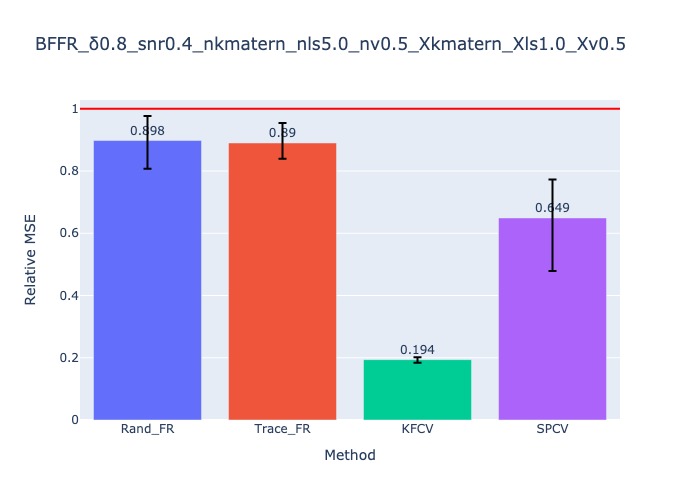 BFFR_δ0.8_snr0.4_nkmatern_nls5.0_nv0.5_Xkmatern_Xls1.0_Xv0.5
1
0.8
0.6
0.4
0.2
0
Relative MSE
0.898
0.89
0.194
0.649
Rand_FR
Trace_FR
KFCV
SPCV
Method